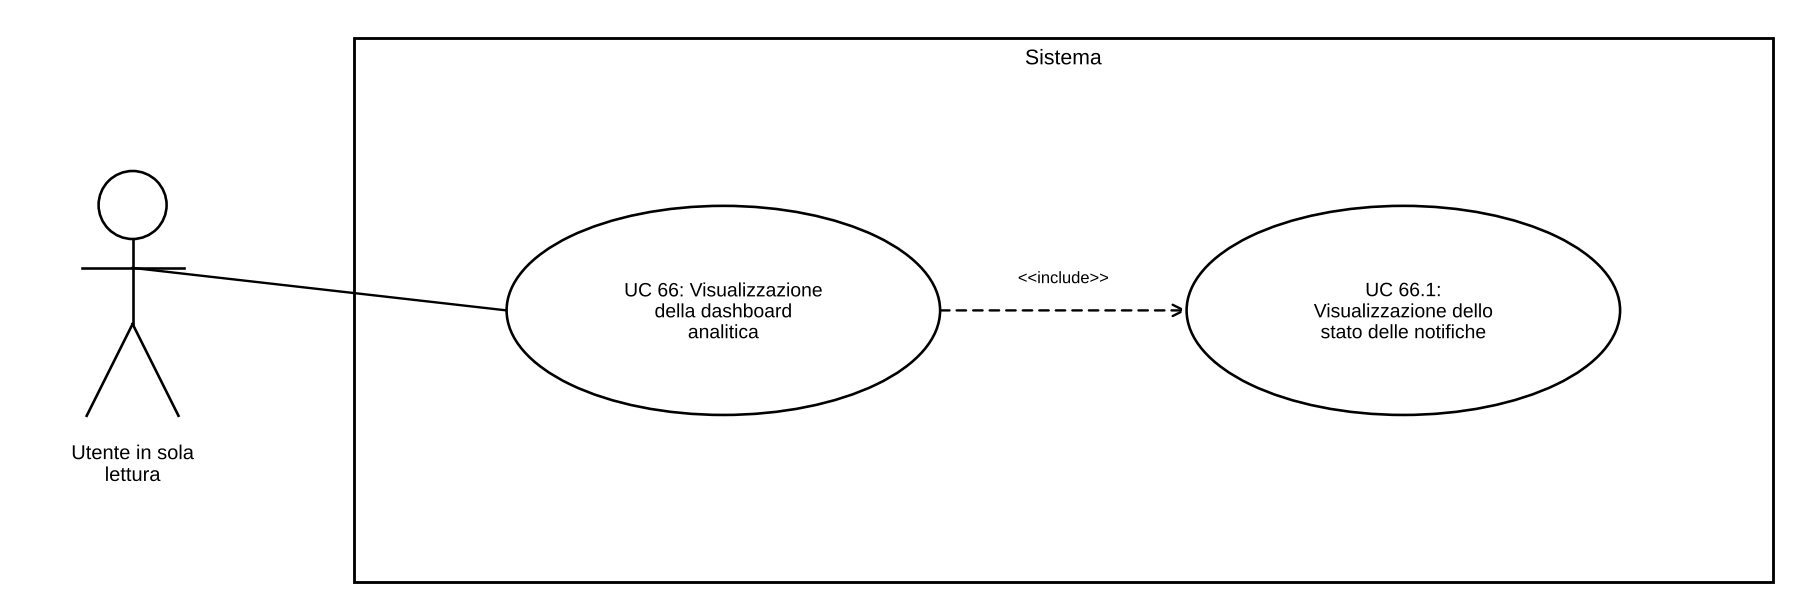 Sistema
Utente in sola
lettura
UC 66: Visualizzazione
della dashboard
analitica
<<include>>
UC 66.1:
Visualizzazione dello
stato delle notifiche